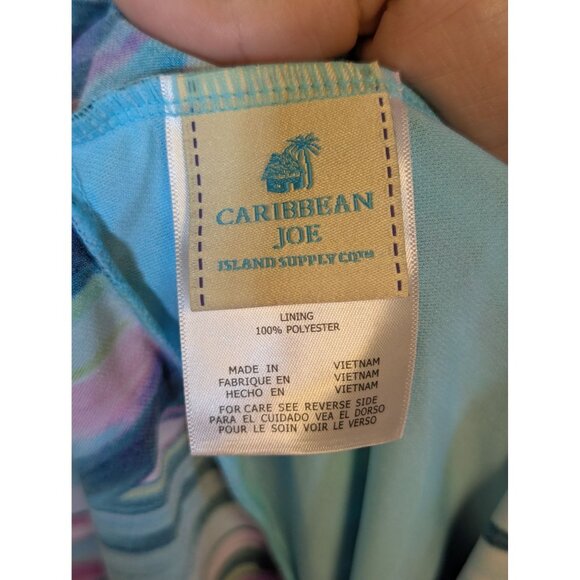 CARIBBEAN
JOE
ISLAND SUPPLY CO™
LINING
100% POLYESTER
MADE IN VIETNAM
FABRIQUE EN VIETNAM
HECHO EN VIETNAM
FOR CARE SEE REVERSE SIDE
PARA EL CUIDADO VEA EL DORSO
POUR LE SOIN VOIR LE VERSO